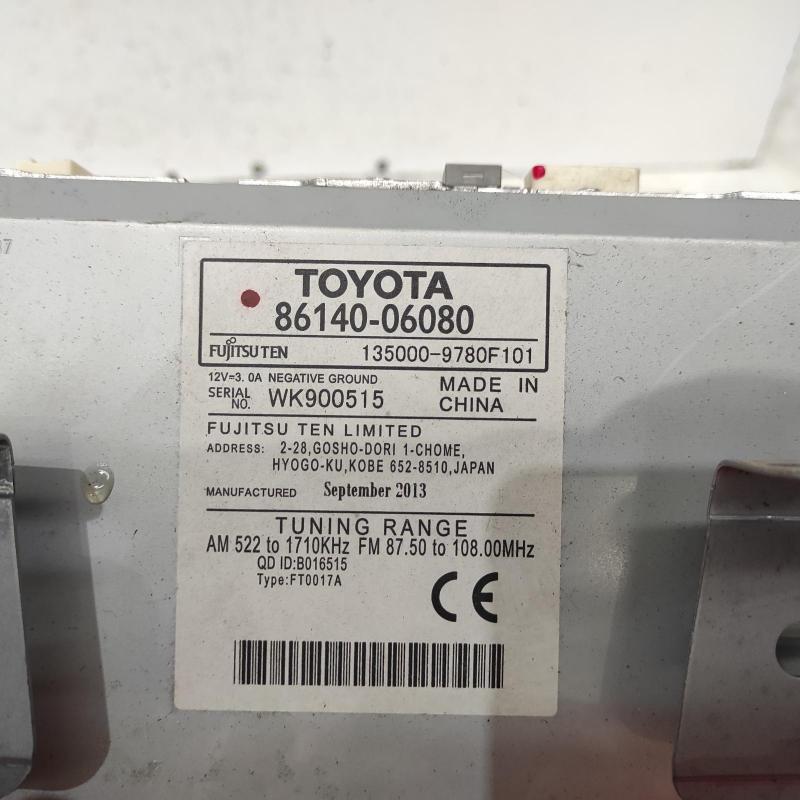 TOYOTA
86140-06080
FUJITSU TEN 135000-9780F101
12V=3.0A NEGATIVE GROUND
SERIAL NO. WK900515
MADE IN CHINA
FUJITSU TEN LIMITED
ADDRESS: 2-28,GOSHO-DORI 1-CHOME,
HYOGO-KU,KOBE 652-8510,JAPAN
MANUFACTURED September 2013
TUNING RANGE
AM 522 to 1710KHz FM 87.50 to 108.00MHz
QD ID:B016515
Type:FT0017A
CE